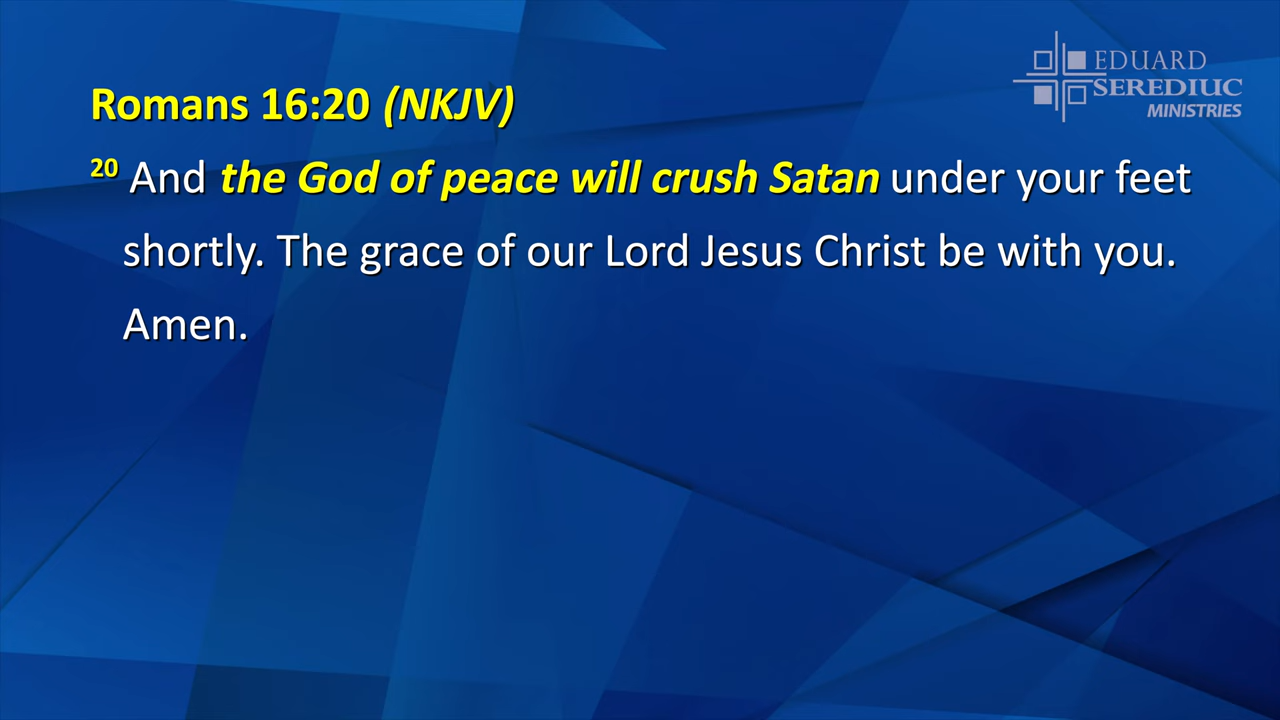 EDUARD
SEREDIUC
MINISTRIES
Romans 16:20 (NKJV)
20 And the God of peace will crush Satan under your feet
shortly. The grace of our Lord Jesus Christ be with you.
Amen.